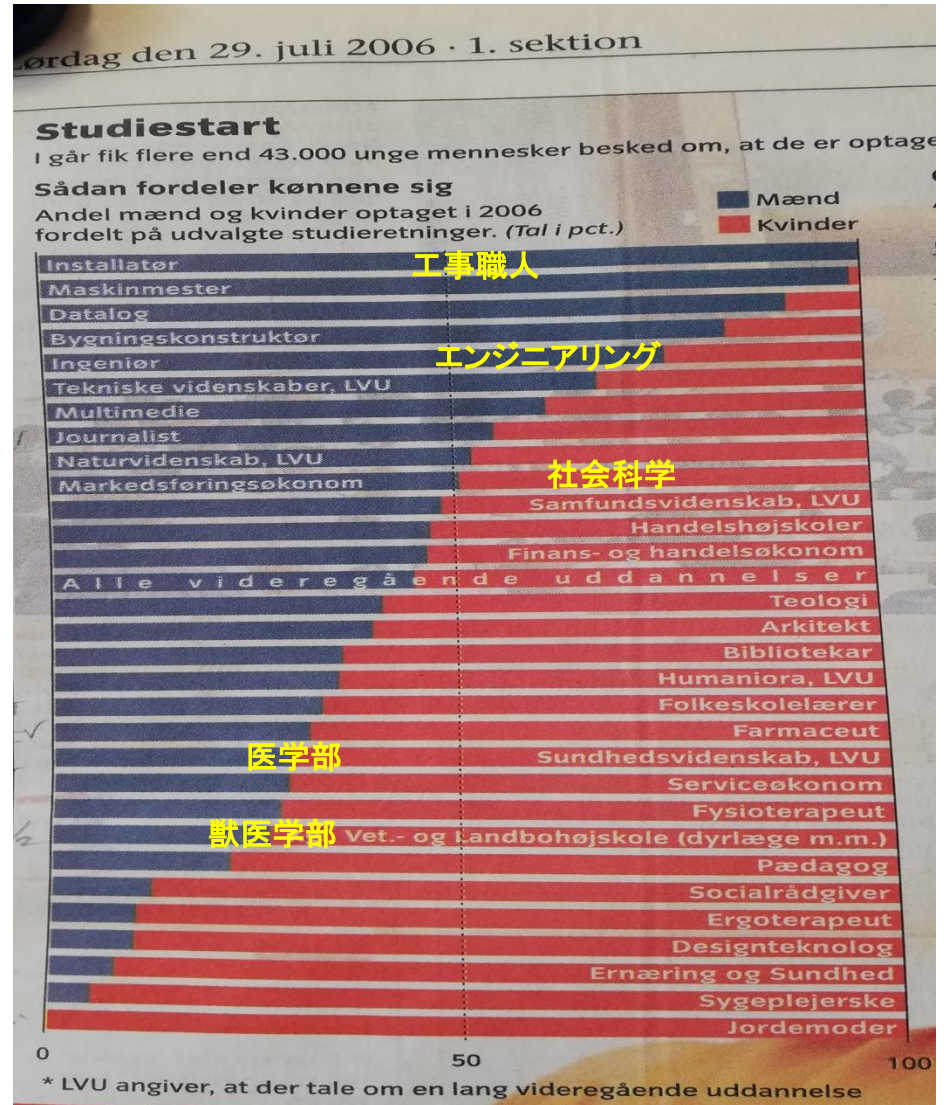 ørdag den 29. juli 2006 · 1. sektion
Studiestart
I går fik flere end 43.000 unge mennesker besked om, at de er optage
Sådan fordeler kønnene sig
Andel mænd og kvinder optaget i 2006
fordelt på udvalgte studieretninger. (Tal i pct.)
Mænd
Kvinder
Installatør
工事職人
Maskinmester
Datalog
Bygningskonstruktør
Ingeniør
エンジニアリング
Tekniske videnskaber, LVU
Multimedie
Journalist
Naturvidenskab, LVU
Markedsføringsøkonom
社会科学
Samfundsvidenskab, LVU
Handelshøjskoler
Finans- og handelsøkonom
Alle videregående uddannelser
Teologi
Arkitekt
Bibliotekar
Humaniora, LVU
Folkeskolelærer
Farmaceut
医学部
Sundhedsvidenskab, LVU
Serviceøkonom
Fysioterapeut
獣医学部
Vet.- og Landbohøjskole (dyrlæge m.m.)
Pædagog
Socialrådgiver
Ergoterapeut
Designteknolog
Ernæring og Sundhed
Sygeplejerske
Jordemoder
0 50 100
* LVU angiver, at der tale om en lang videregående uddannelse